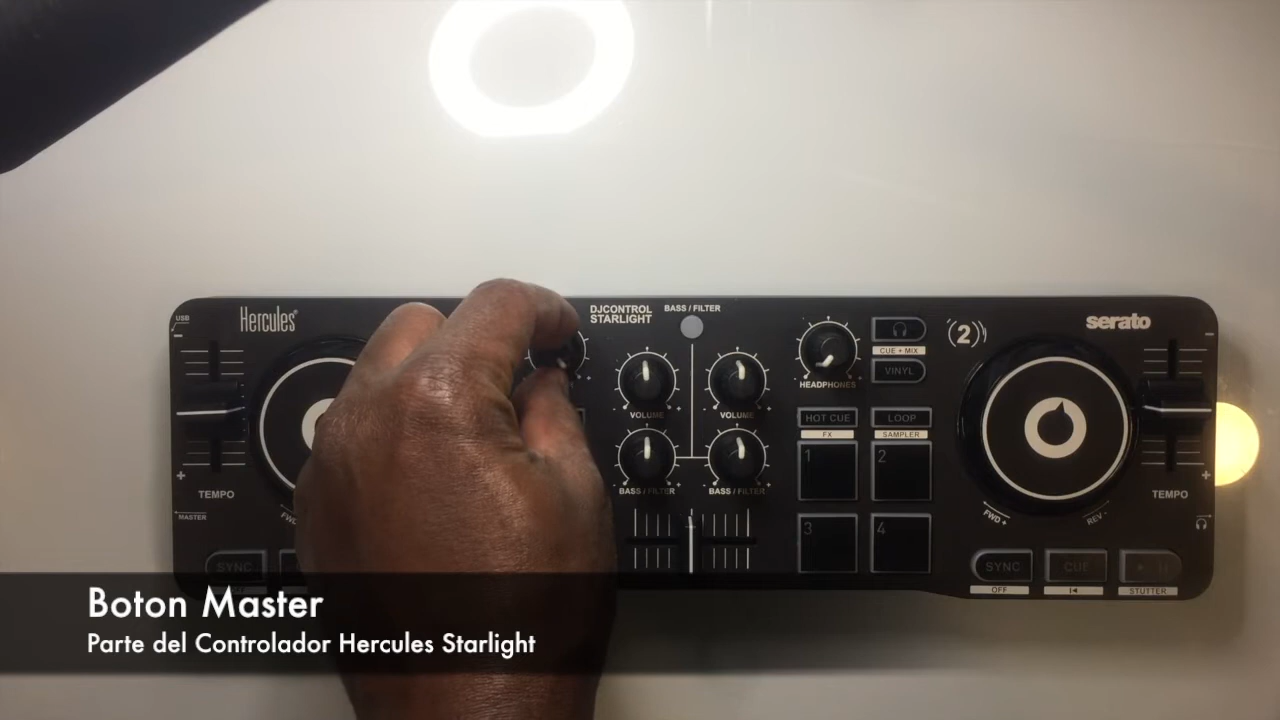 USB
Hercules
DJCONTROL
STARLIGHT
BASS / FILTER
2
serato
CUE + MIX
VINYL
HEADPHONES
VOLUME
VOLUME
HOT CUE
LOOP
FX
SAMPLER
1
2
BASS / FILTER
BASS / FILTER
TEMPO
TEMPO
MASTER
FWD +
REV -
3
4
SYNC
SYNC
CUE
OFF
STUTTER
Boton Master
Parte del Controlador Hercules Starlight